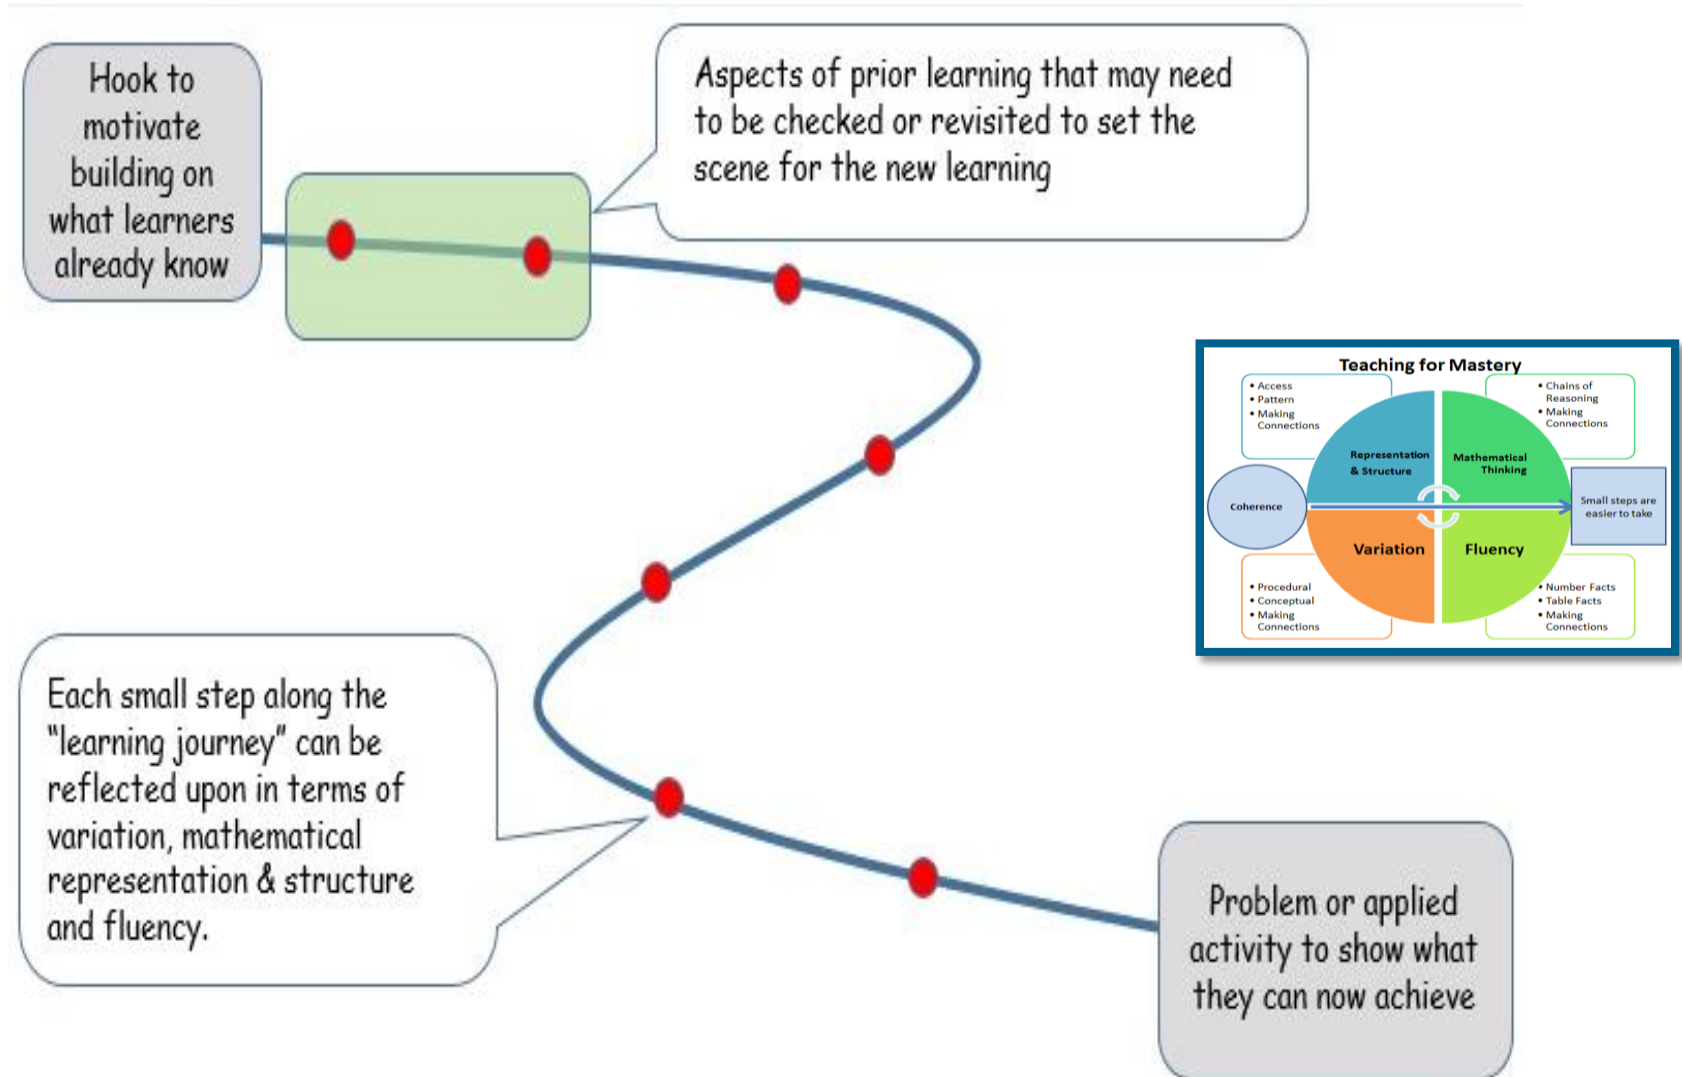 Hook to
motivate
building on
what learners
already know
Aspects of prior learning that may need
to be checked or revisited to set the
scene for the new learning
Teaching for Mastery
• Access
• Pattern
• Making
Connections
• Chains of
Reasoning
• Making
Connections
Representation
& Structure
Mathematical
Thinking
Coherence
Small steps are
easier to take
Variation
Fluency
• Procedural
• Conceptual
• Making
Connections
• Number Facts
• Table Facts
• Making
Connections
Each small step along the
"learning journey" can be
reflected upon in terms of
variation, mathematical
representation & structure
and fluency.
Problem or applied
activity to show what
they can now achieve